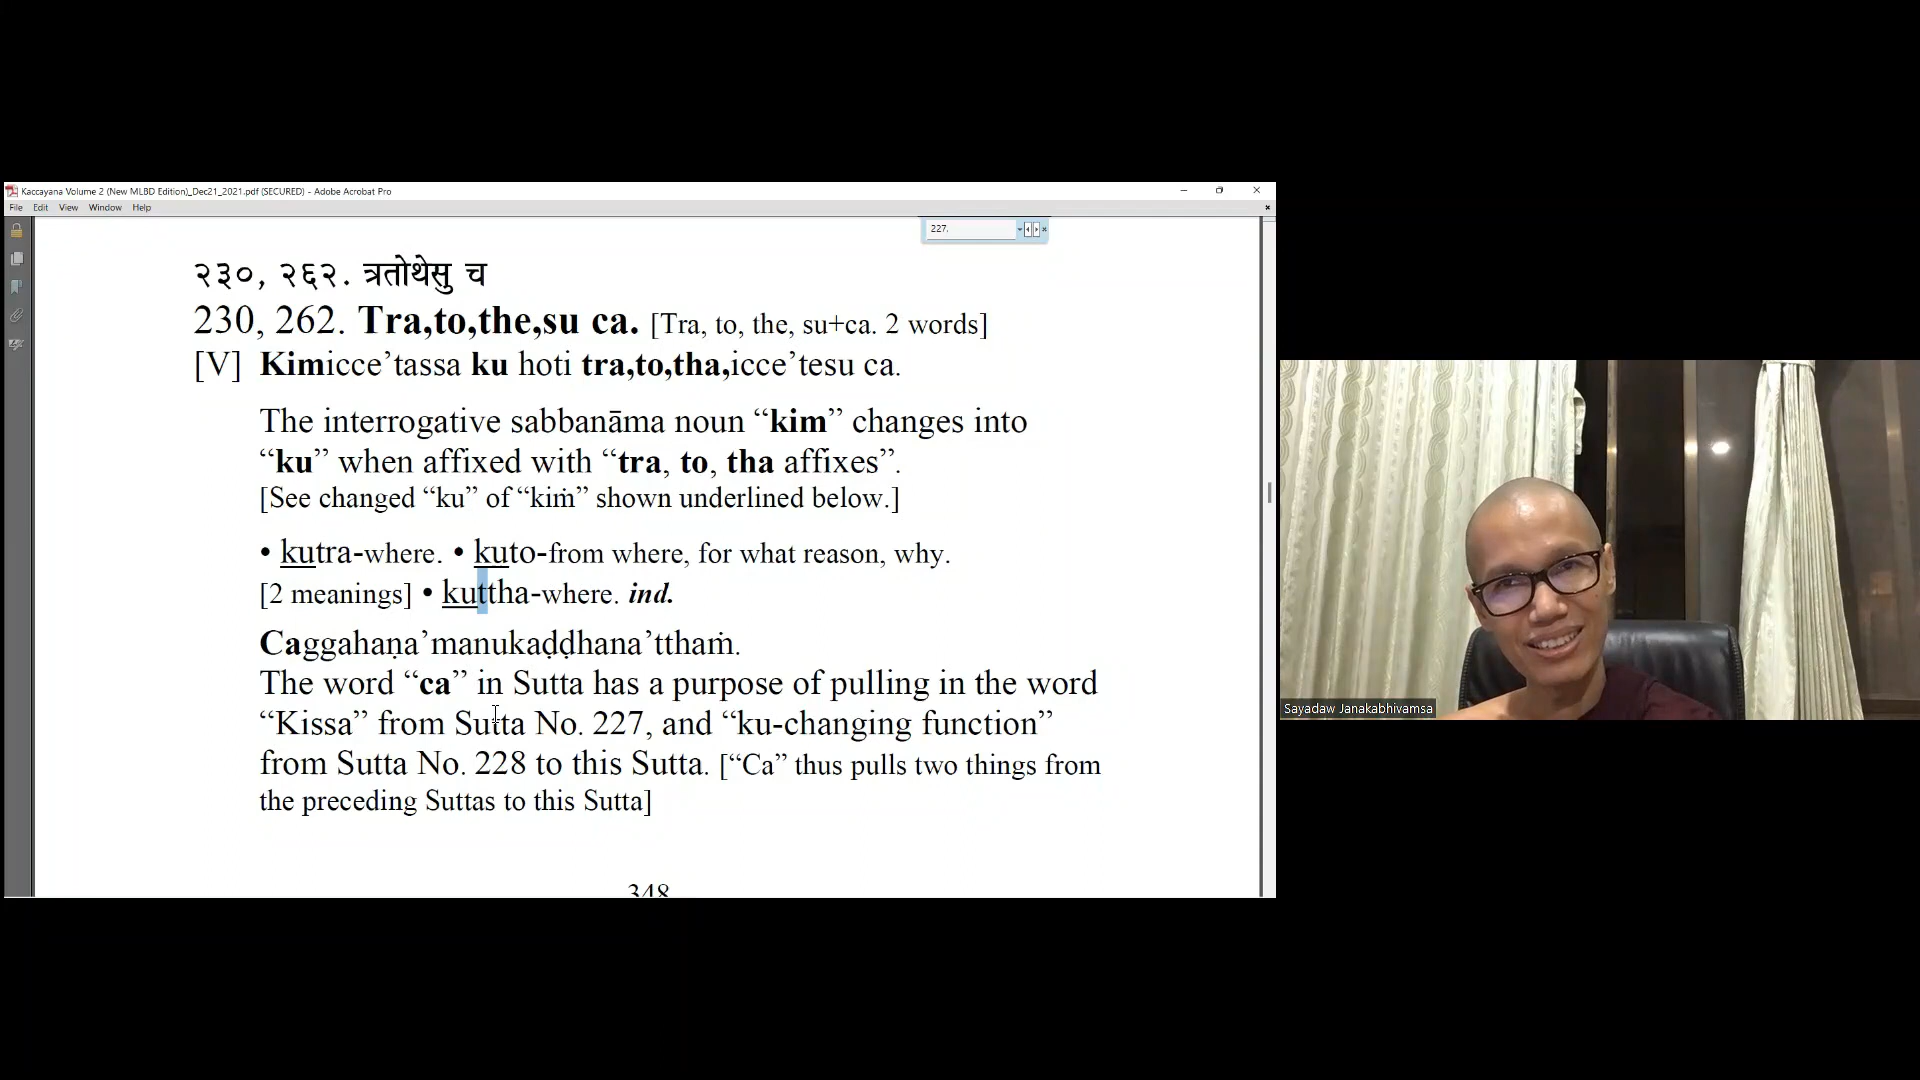 Kaccayana Volume 2 (New MLBD Edition)_Dec21_2021.pdf (SECURED) - Adobe Acrobat Pro
File Edit View Window Help
227.
२३०, २६२. त्रतोथेसु च
230, 262. Tra,to,the,su ca. [Tra, to, the, su+ca. 2 words]
[V] Kimicce’tassa ku hoti tra,to,tha,icce’tesu ca.
The interrogative sabbanāma noun “kim” changes into
“ku” when affixed with “tra, to, tha affixes”.
[See changed “ku” of “kiṁ” shown underlined below.]
• kutra-where. • kuto-from where, for what reason, why.
[2 meanings] • kuttha-where. ind.
Caggahaṇa’manukaḍḍhana’tthaṁ.
The word “ca” in Sutta has a purpose of pulling in the word
“Kissa” from Sutta No. 227, and “ku-changing function”
from Sutta No. 228 to this Sutta. [“Ca” thus pulls two things from
the preceding Suttas to this Sutta]
348
Sayadaw Janakabhivamsa